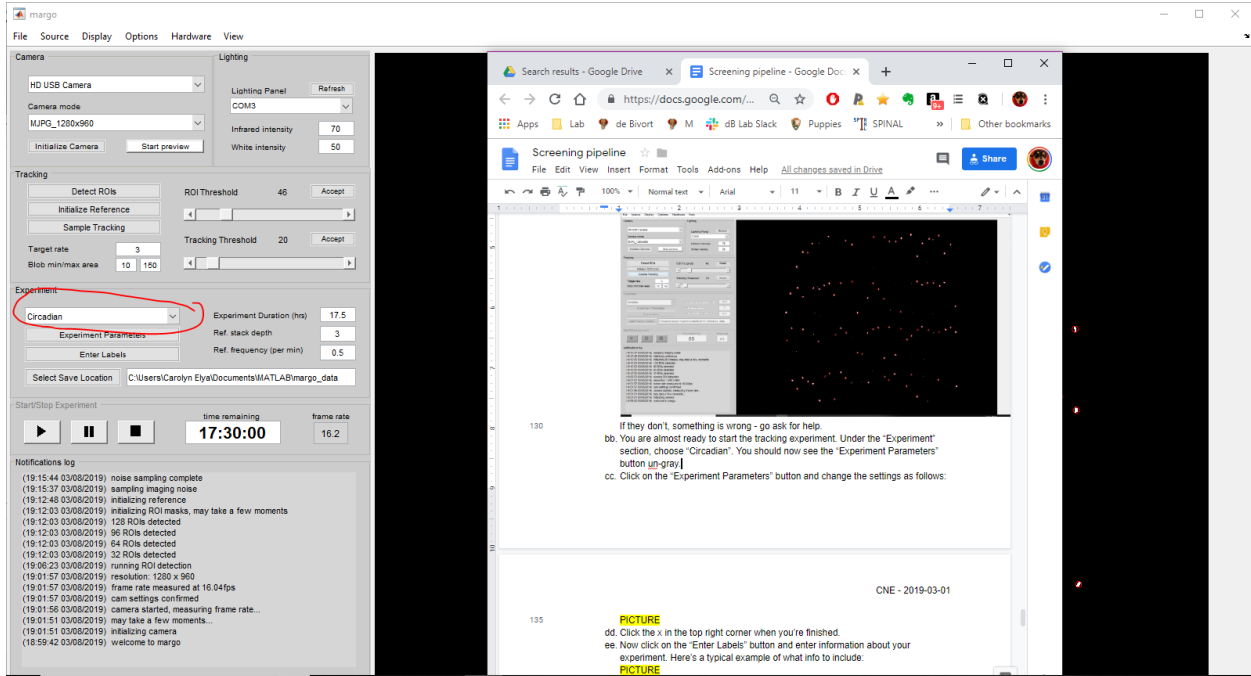 margo
File Source Display Options Hardware View
Camera
HD USB Camera
Camera mode
MJPG_1280x960
Initialize Camera Start preview
Lighting
Lighting Panel Refresh
COM3
Infrared intensity 70
White intensity 50
Tracking
Detect ROIs
Initialize Reference
Sample Tracking
Target rate 3
Blob min/max area 10 150
ROI Threshold 46 Accept
Tracking Threshold 20 Accept
Experiment
Circadian
Experiment Parameters
Enter Labels
Experiment Duration (hrs) 17.5
Ref. stack depth 3
Ref. frequency (per min) 0.5
Select Save Location C:\Users\Carolyn Elya\Documents\MATLAB\margo_data
Start/Stop Experiment
time remaining
17:30:00
frame rate
16.2
Notifications log
(19:15:44 03/08/2019) noise sampling complete
(19:15:37 03/08/2019) sampling imaging noise
(19:12:48 03/08/2019) initializing reference
(19:12:03 03/08/2019) initializing ROI masks, may take a few moments
(19:12:03 03/08/2019) 128 ROIs detected
(19:12:03 03/08/2019) 96 ROIs detected
(19:12:03 03/08/2019) 64 ROIs detected
(19:12:03 03/08/2019) 32 ROIs detected
(19:06:23 03/08/2019) running ROI detection
(19:01:57 03/08/2019) resolution: 1280 x 960
(19:01:57 03/08/2019) frame rate measured at 16.04fps
(19:01:57 03/08/2019) cam settings confirmed
(19:01:56 03/08/2019) camera started, measuring frame rate...
(19:01:51 03/08/2019) may take a few moments...
(19:01:51 03/08/2019) initializing camera
(18:59:42 03/08/2019) welcome to margo
Search results - Google Drive Screening pipeline - Google Doc
https://docs.google.com/...
Apps Lab de Bivort M dB Lab Slack Puppies SPINAL » Other bookmarks
Screening pipeline
File Edit View Insert Format Tools Add-ons Help All changes saved in Drive
Share
100% Normal text Arial 11 B I U A
130 If they don't, something is wrong - go ask for help.
bb. You are almost ready to start the tracking experiment. Under the "Experiment"
section, choose "Circadian". You should now see the "Experiment Parameters"
button un-gray.
cc. Click on the "Experiment Parameters" button and change the settings as follows:
CNE - 2019-03-01
135 PICTURE
dd. Click the x in the top right corner when you're finished.
ee. Now click on the "Enter Labels" button and enter information about your
experiment. Here's a typical example of what info to include:
PICTURE